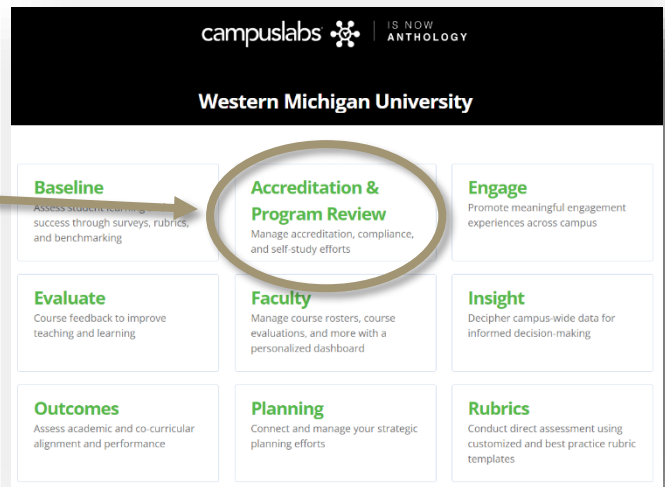 campuslabs IS NOW ANTHOLOGY
Western Michigan University
Baseline
Assess student learning
success through surveys, rubrics,
and benchmarking
Accreditation &
Program Review
Manage accreditation, compliance,
and self-study efforts
Engage
Promote meaningful engagement
experiences across campus
Evaluate
Course feedback to improve
teaching and learning
Faculty
Manage course rosters, course
evaluations, and more with a
personalized dashboard
Insight
Decipher campus-wide data for
informed decision-making
Outcomes
Assess academic and co-curricular
alignment and performance
Planning
Connect and manage your strategic
planning efforts
Rubrics
Conduct direct assessment using
customized and best practice rubric
templates